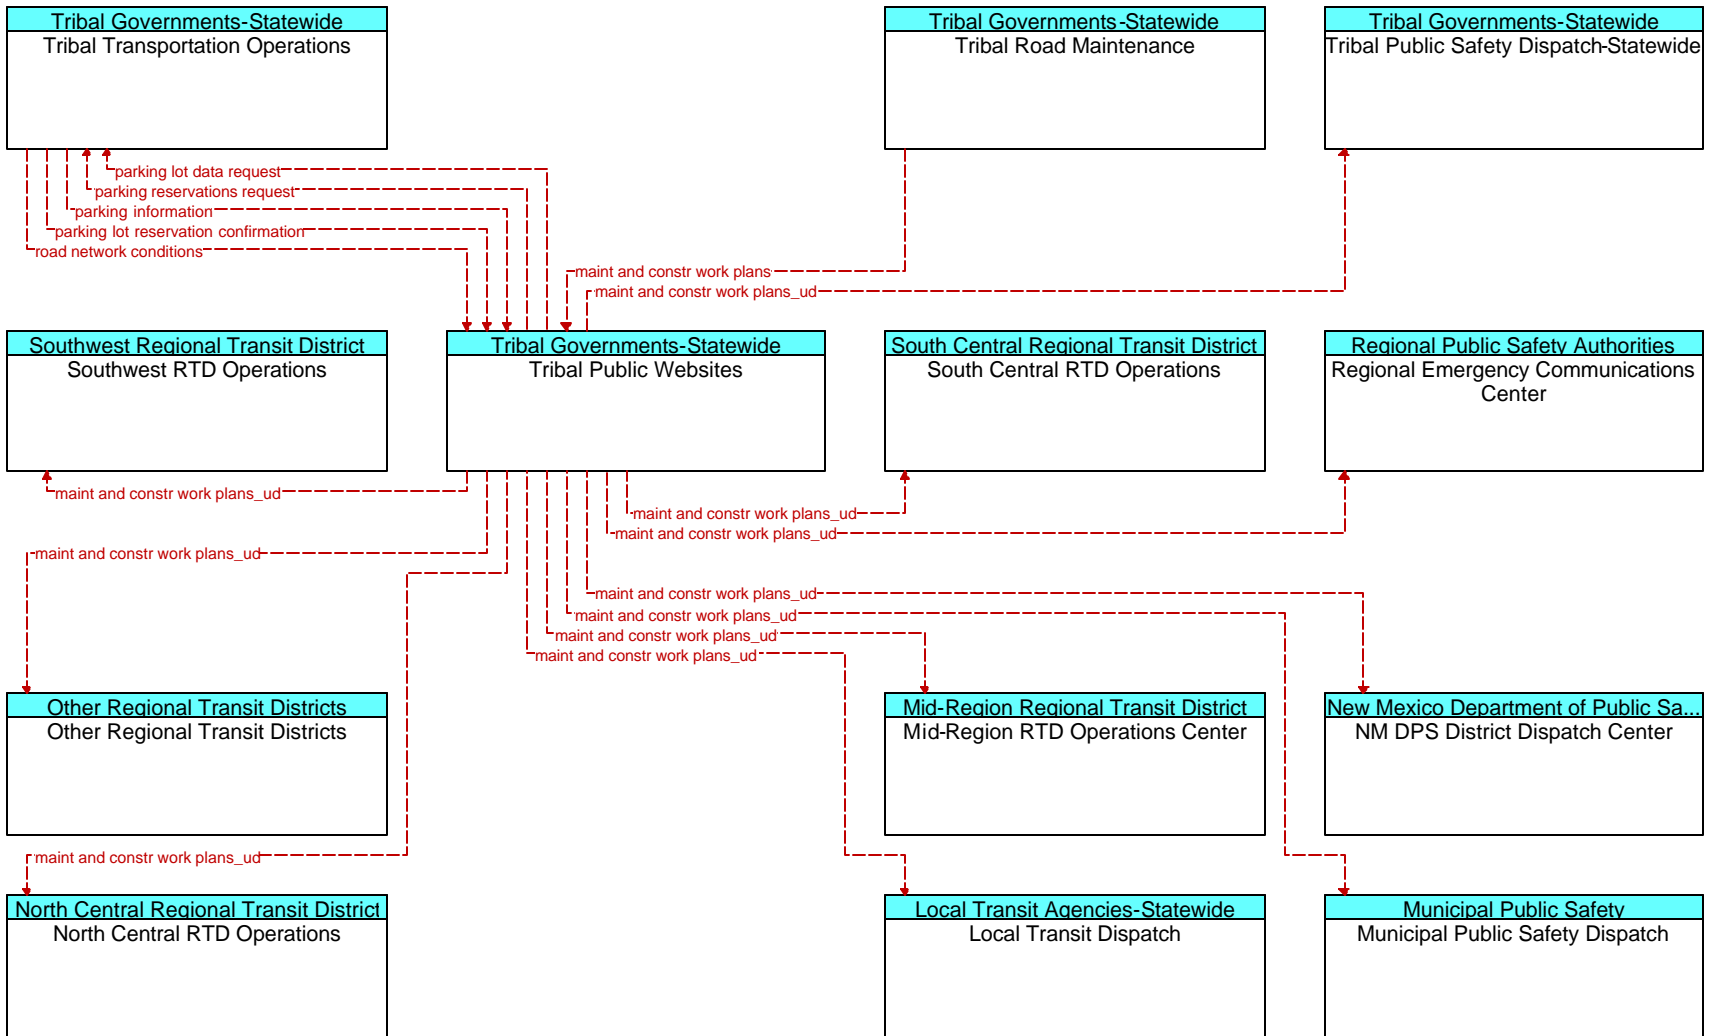 Tribal Governments-Statewide
Tribal Transportation Operations
Tribal Governments-Statewide
Tribal Road Maintenance
Tribal Governments-Statewide
Tribal Public Safety Dispatch-Statewide
parking lot data request
parking reservations request
parking information
parking lot reservation confirmation
road network conditions
maint and constr work plans
maint and constr work plans_ud
Southwest Regional Transit District
Southwest RTD Operations
Tribal Governments-Statewide
Tribal Public Websites
South Central Regional Transit District
South Central RTD Operations
Regional Public Safety Authorities
Regional Emergency Communications
Center
maint and constr work plans_ud
maint and constr work plans_ud
maint and constr work plans_ud
maint and constr work plans_ud
maint and constr work plans_ud
maint and constr work plans_ud
maint and constr work plans_ud
maint and constr work plans_ud
Other Regional Transit Districts
Other Regional Transit Districts
Mid-Region Regional Transit District
Mid-Region RTD Operations Center
New Mexico Department of Public Sa...
NM DPS District Dispatch Center
maint and constr work plans_ud
North Central Regional Transit District
North Central RTD Operations
Local Transit Agencies-Statewide
Local Transit Dispatch
Municipal Public Safety
Municipal Public Safety Dispatch